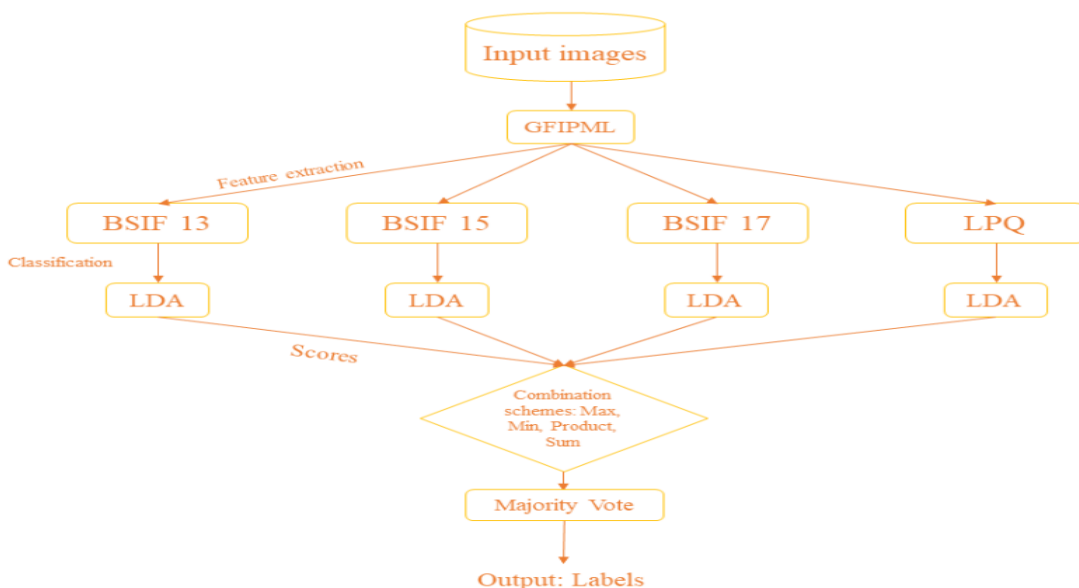 Input images
GFIPML
Feature extraction
BSIF 13
BSIF 15
BSIF 17
LPQ
Classification
LDA
LDA
LDA
LDA
Scores
Combination
schemes: Max,
Min, Product,
Sum
Majority Vote
Output: Labels